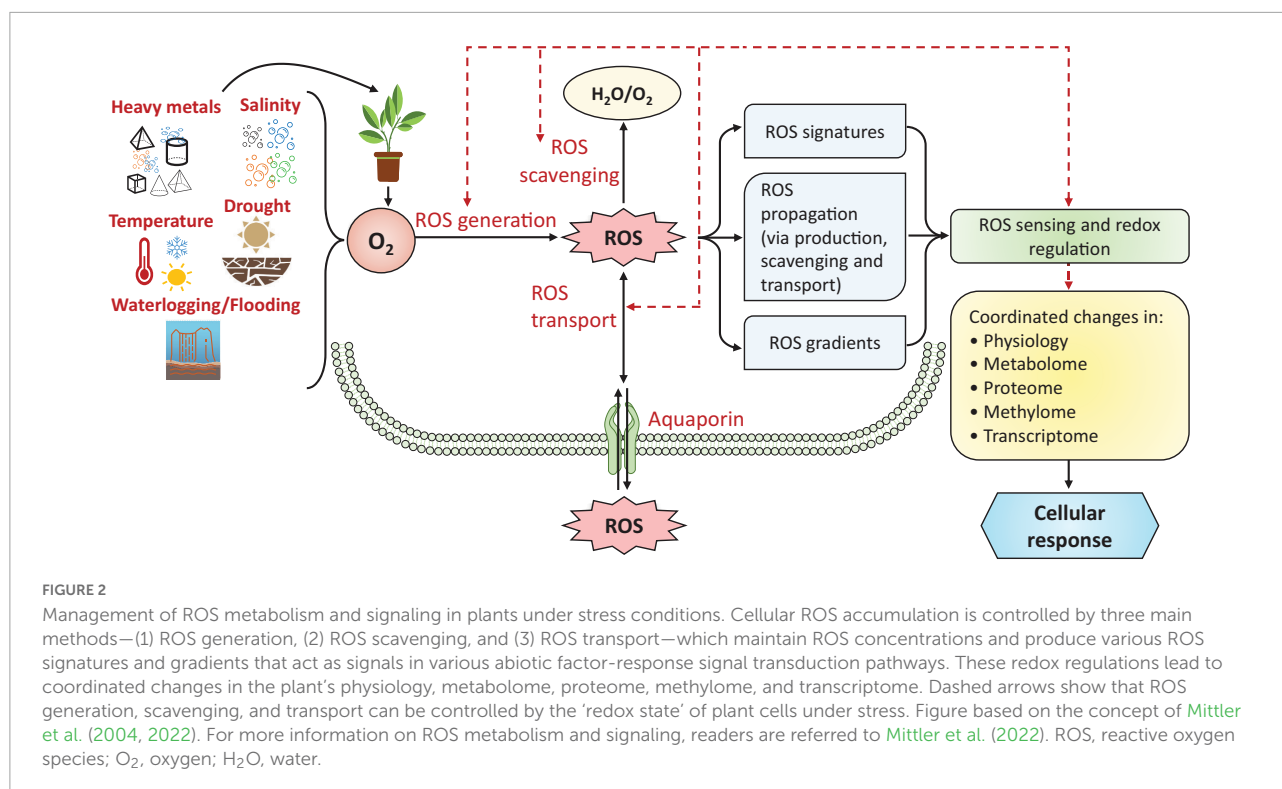 Heavy metals
Salinity
Temperature
Drought
Waterlogging/Flooding
O₂
ROS generation
H₂O/O₂
ROS
scavenging
ROS
ROS
transport
Aquaporin
ROS
ROS signatures
ROS
propagation
(via production,
scavenging and
transport)
ROS gradients
ROS sensing and redox
regulation
Coordinated changes in:
• Physiology
• Metabolome
• Proteome
• Methylome
• Transcriptome
Cellular
response
FIGURE 2
Management of ROS metabolism and signaling in plants under stress conditions. Cellular ROS accumulation is controlled by three main
methods—(1) ROS generation, (2) ROS scavenging, and (3) ROS transport—which maintain ROS concentrations and produce various ROS
signatures and gradients that act as signals in various abiotic factor-response signal transduction pathways. These redox regulations lead to
coordinated changes in the plant's physiology, metabolome, proteome, methylome, and transcriptome. Dashed arrows show that ROS
generation, scavenging, and transport can be controlled by the 'redox state' of plant cells under stress. Figure based on the concept of Mittler
et al. (2004, 2022). For more information on ROS metabolism and signaling, readers are referred to Mittler et al. (2022). ROS, reactive oxygen
species; O₂, oxygen; H₂O, water.